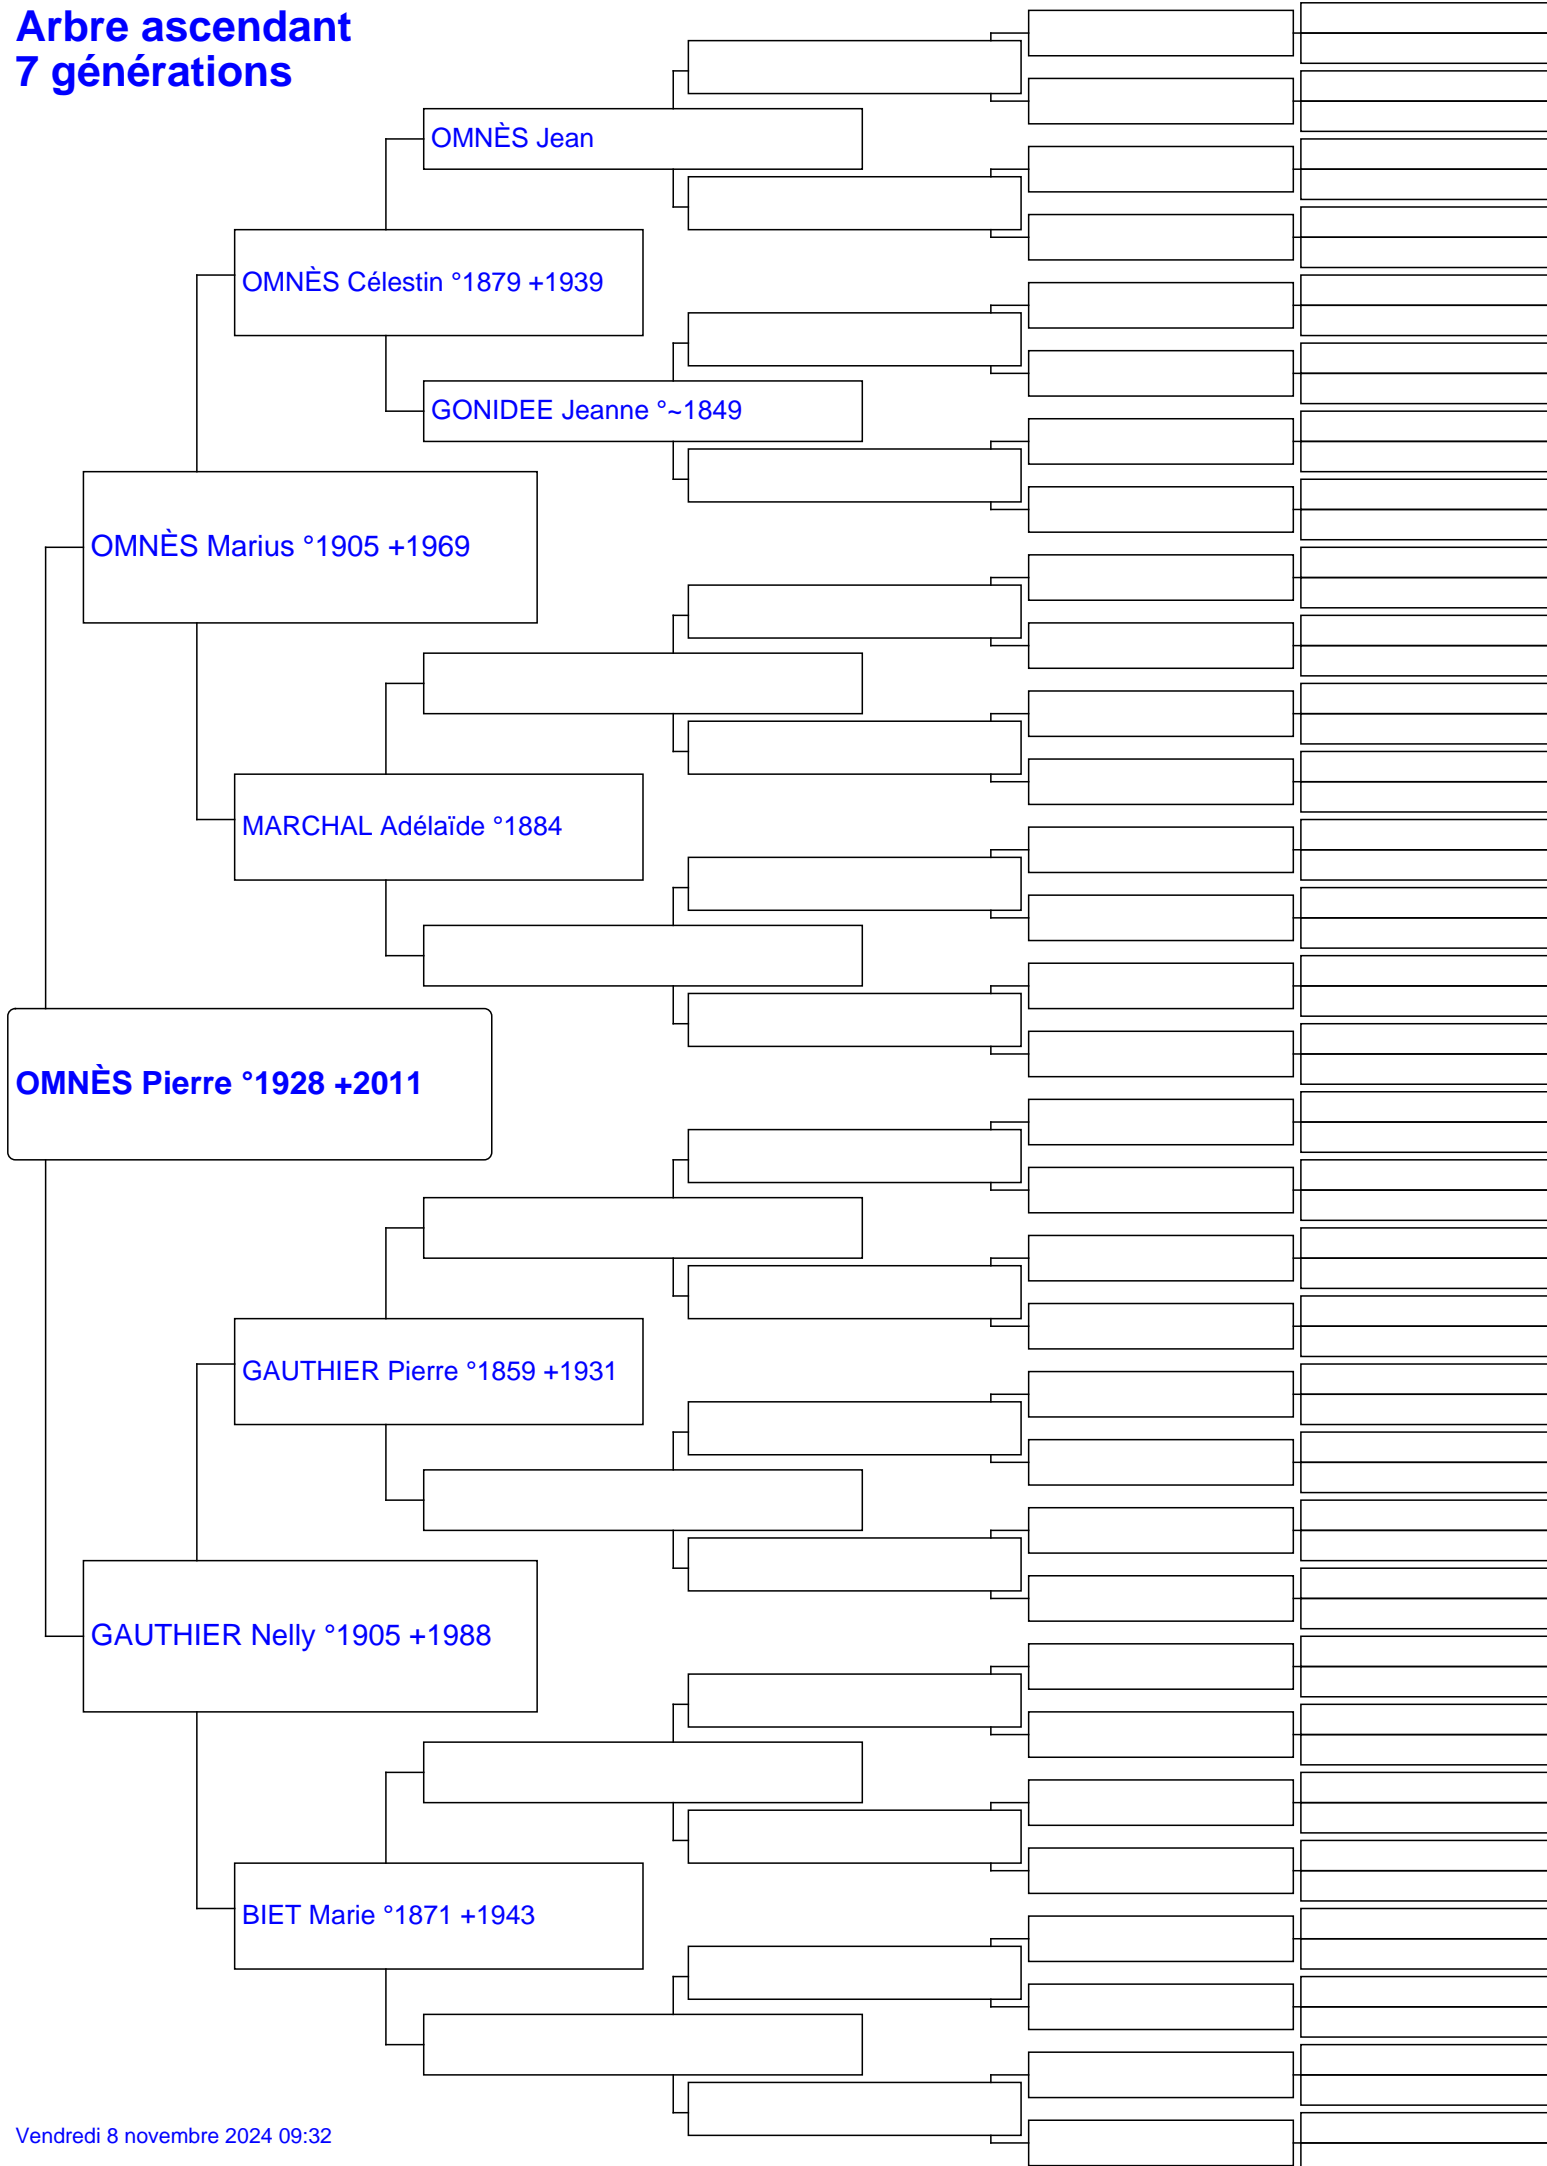 Arbre ascendant
7 générations
OMNÈS Jean
OMNÈS Célestin °1879 +1939
GONIDEE Jeanne °~1849
OMNÈS Marius °1905 +1969
MARCHAL Adélaïde °1884
OMNÈS Pierre °1928 +2011
GAUTHIER Pierre °1859 +1931
GAUTHIER Nelly °1905 +1988
BIET Marie °1871 +1943
Vendredi 8 novembre 2024 09:32